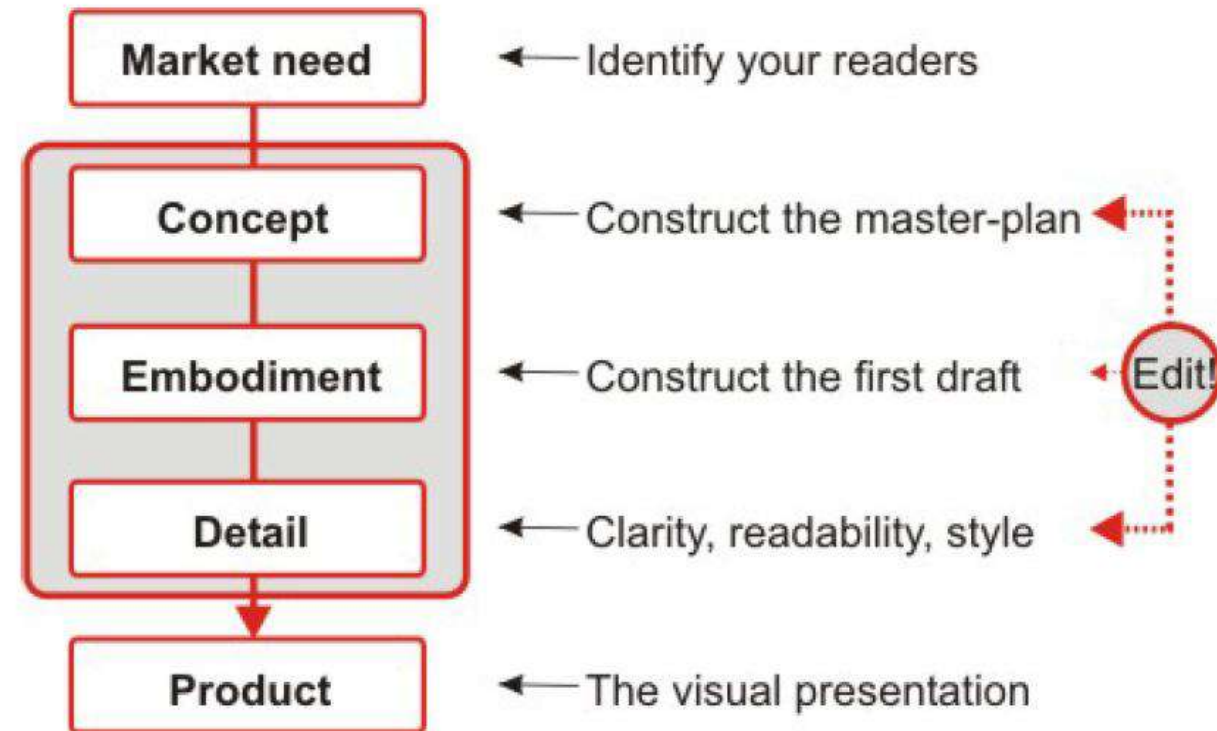 Market need
Identify your readers
Concept
Construct the master-plan
Embodiment
Construct the first draft
Edit!
Detail
Clarity, readability, style
Product
The visual presentation